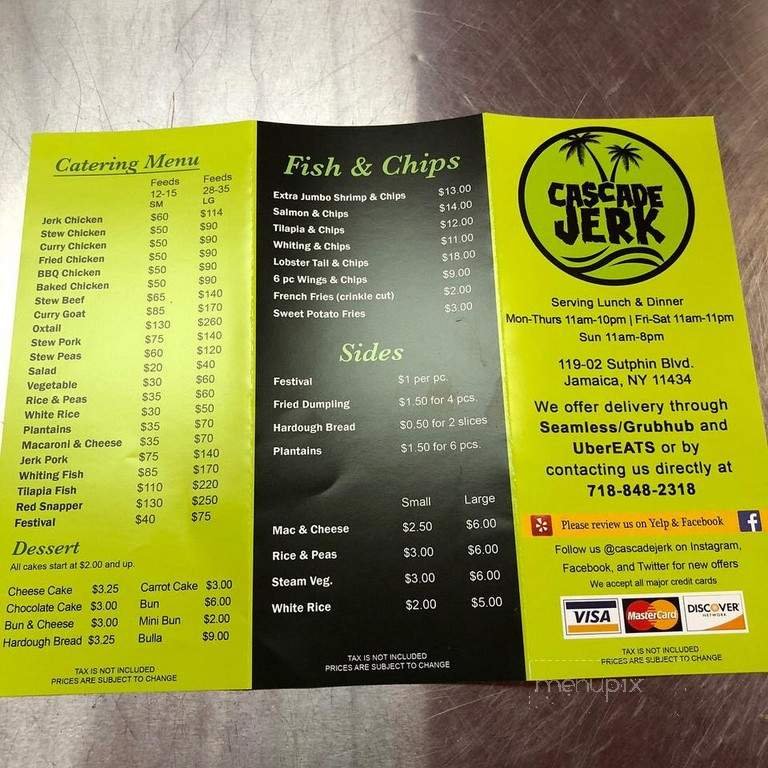 Catering Menu
Feeds 12-15 SM
Feeds 28-35 LG
Jerk Chicken $60 $114
Stew Chicken $50 $90
Curry Chicken $50 $90
Fried Chicken $50 $90
BBQ Chicken $50 $90
Baked Chicken $50 $90
Stew Beef $65 $140
Curry Goat $85 $170
Oxtail $130 $260
Stew Pork $75 $140
Stew Peas $60 $120
Salad $20 $40
Vegetable $30 $60
Rice & Peas $35 $60
White Rice $30 $50
Plantains $35 $70
Macaroni & Cheese $35 $70
Jerk Pork $75 $140
Whiting Fish $85 $170
Tilapia Fish $110 $220
Red Snapper $130 $250
Festival $40 $75
Dessert
All cakes start at $2.00 and up.
Cheese Cake $3.25 Carrot Cake $3.00
Chocolate Cake $3.00 Bun $6.00
Bun & Cheese $3.00 Mini Bun $2.00
Hardough Bread $3.25 Bulla $9.00
TAX IS NOT INCLUDED
PRICES ARE SUBJECT TO CHANGE
Fish & Chips
Extra Jumbo Shrimp & Chips $13.00
Salmon & Chips $14.00
Tilapia & Chips $12.00
Whiting & Chips $11.00
Lobster Tail & Chips $18.00
6 pc Wings & Chips $9.00
French Fries (crinkle cut) $2.00
Sweet Potato Fries $3.00
Sides
Festival $1 per pc.
Fried Dumpling $1.50 for 4 pcs.
Hardough Bread $0.50 for 2 slices
Plantains $1.50 for 6 pcs.
Small Large
Mac & Cheese $2.50 $6.00
Rice & Peas $3.00 $6.00
Steam Veg. $3.00 $6.00
White Rice $2.00 $5.00
TAX IS NOT INCLUDED
PRICES ARE SUBJECT TO CHANGE
CASCADE
JERK
Serving Lunch & Dinner
Mon-Thurs 11am-10pm | Fri-Sat 11am-11pm
Sun 11am-8pm
119-02 Sutphin Blvd.
Jamaica, NY 11434
We offer delivery through
Seamless/Grubhub and
UberEATS or by
contacting us directly at
718-848-2318
Please review us on Yelp & Facebook f
Follow us @cascadejerk on Instagram,
Facebook, and Twitter for new offers
We accept all major credit cards
VISA MasterCard DISCOVER NETWORK
TAX IS NOT INCLUDED
PRICES ARE SUBJECT TO CHANGE
menupix